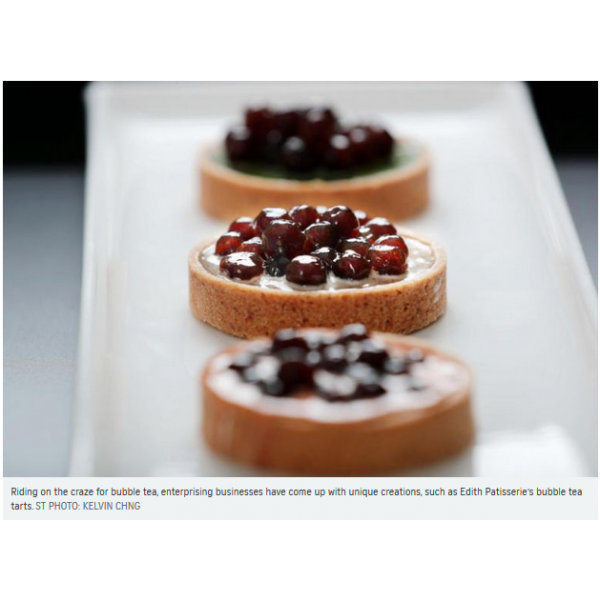 Riding on the craze for bubble tea, enterprising businesses have come up with unique creations, such as Edith Patisserie's bubble tea
tarts. ST PHOTO: KELVIN CHNG